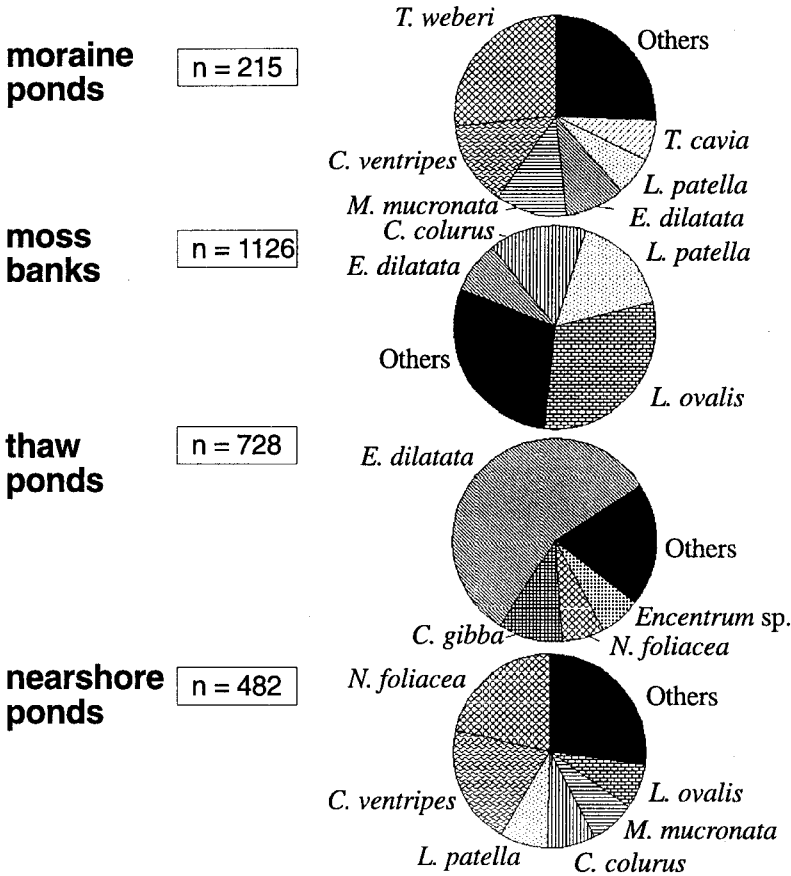 T. weberi
Others
moraine
ponds
n = 215
T. cavia
C. ventripes
L. patella
M. mucronata
E. dilatata
moss
banks
n = 1126
C. colurus
L. patella
E. dilatata
Others
L. ovalis
thaw
ponds
n = 728
E. dilatata
Others
Encentrum sp.
C. gibba
N. foliacea
nearshore
ponds
n = 482
N. foliacea
Others
C. ventripes
L. ovalis
M. mucronata
L. patella
C. colurus